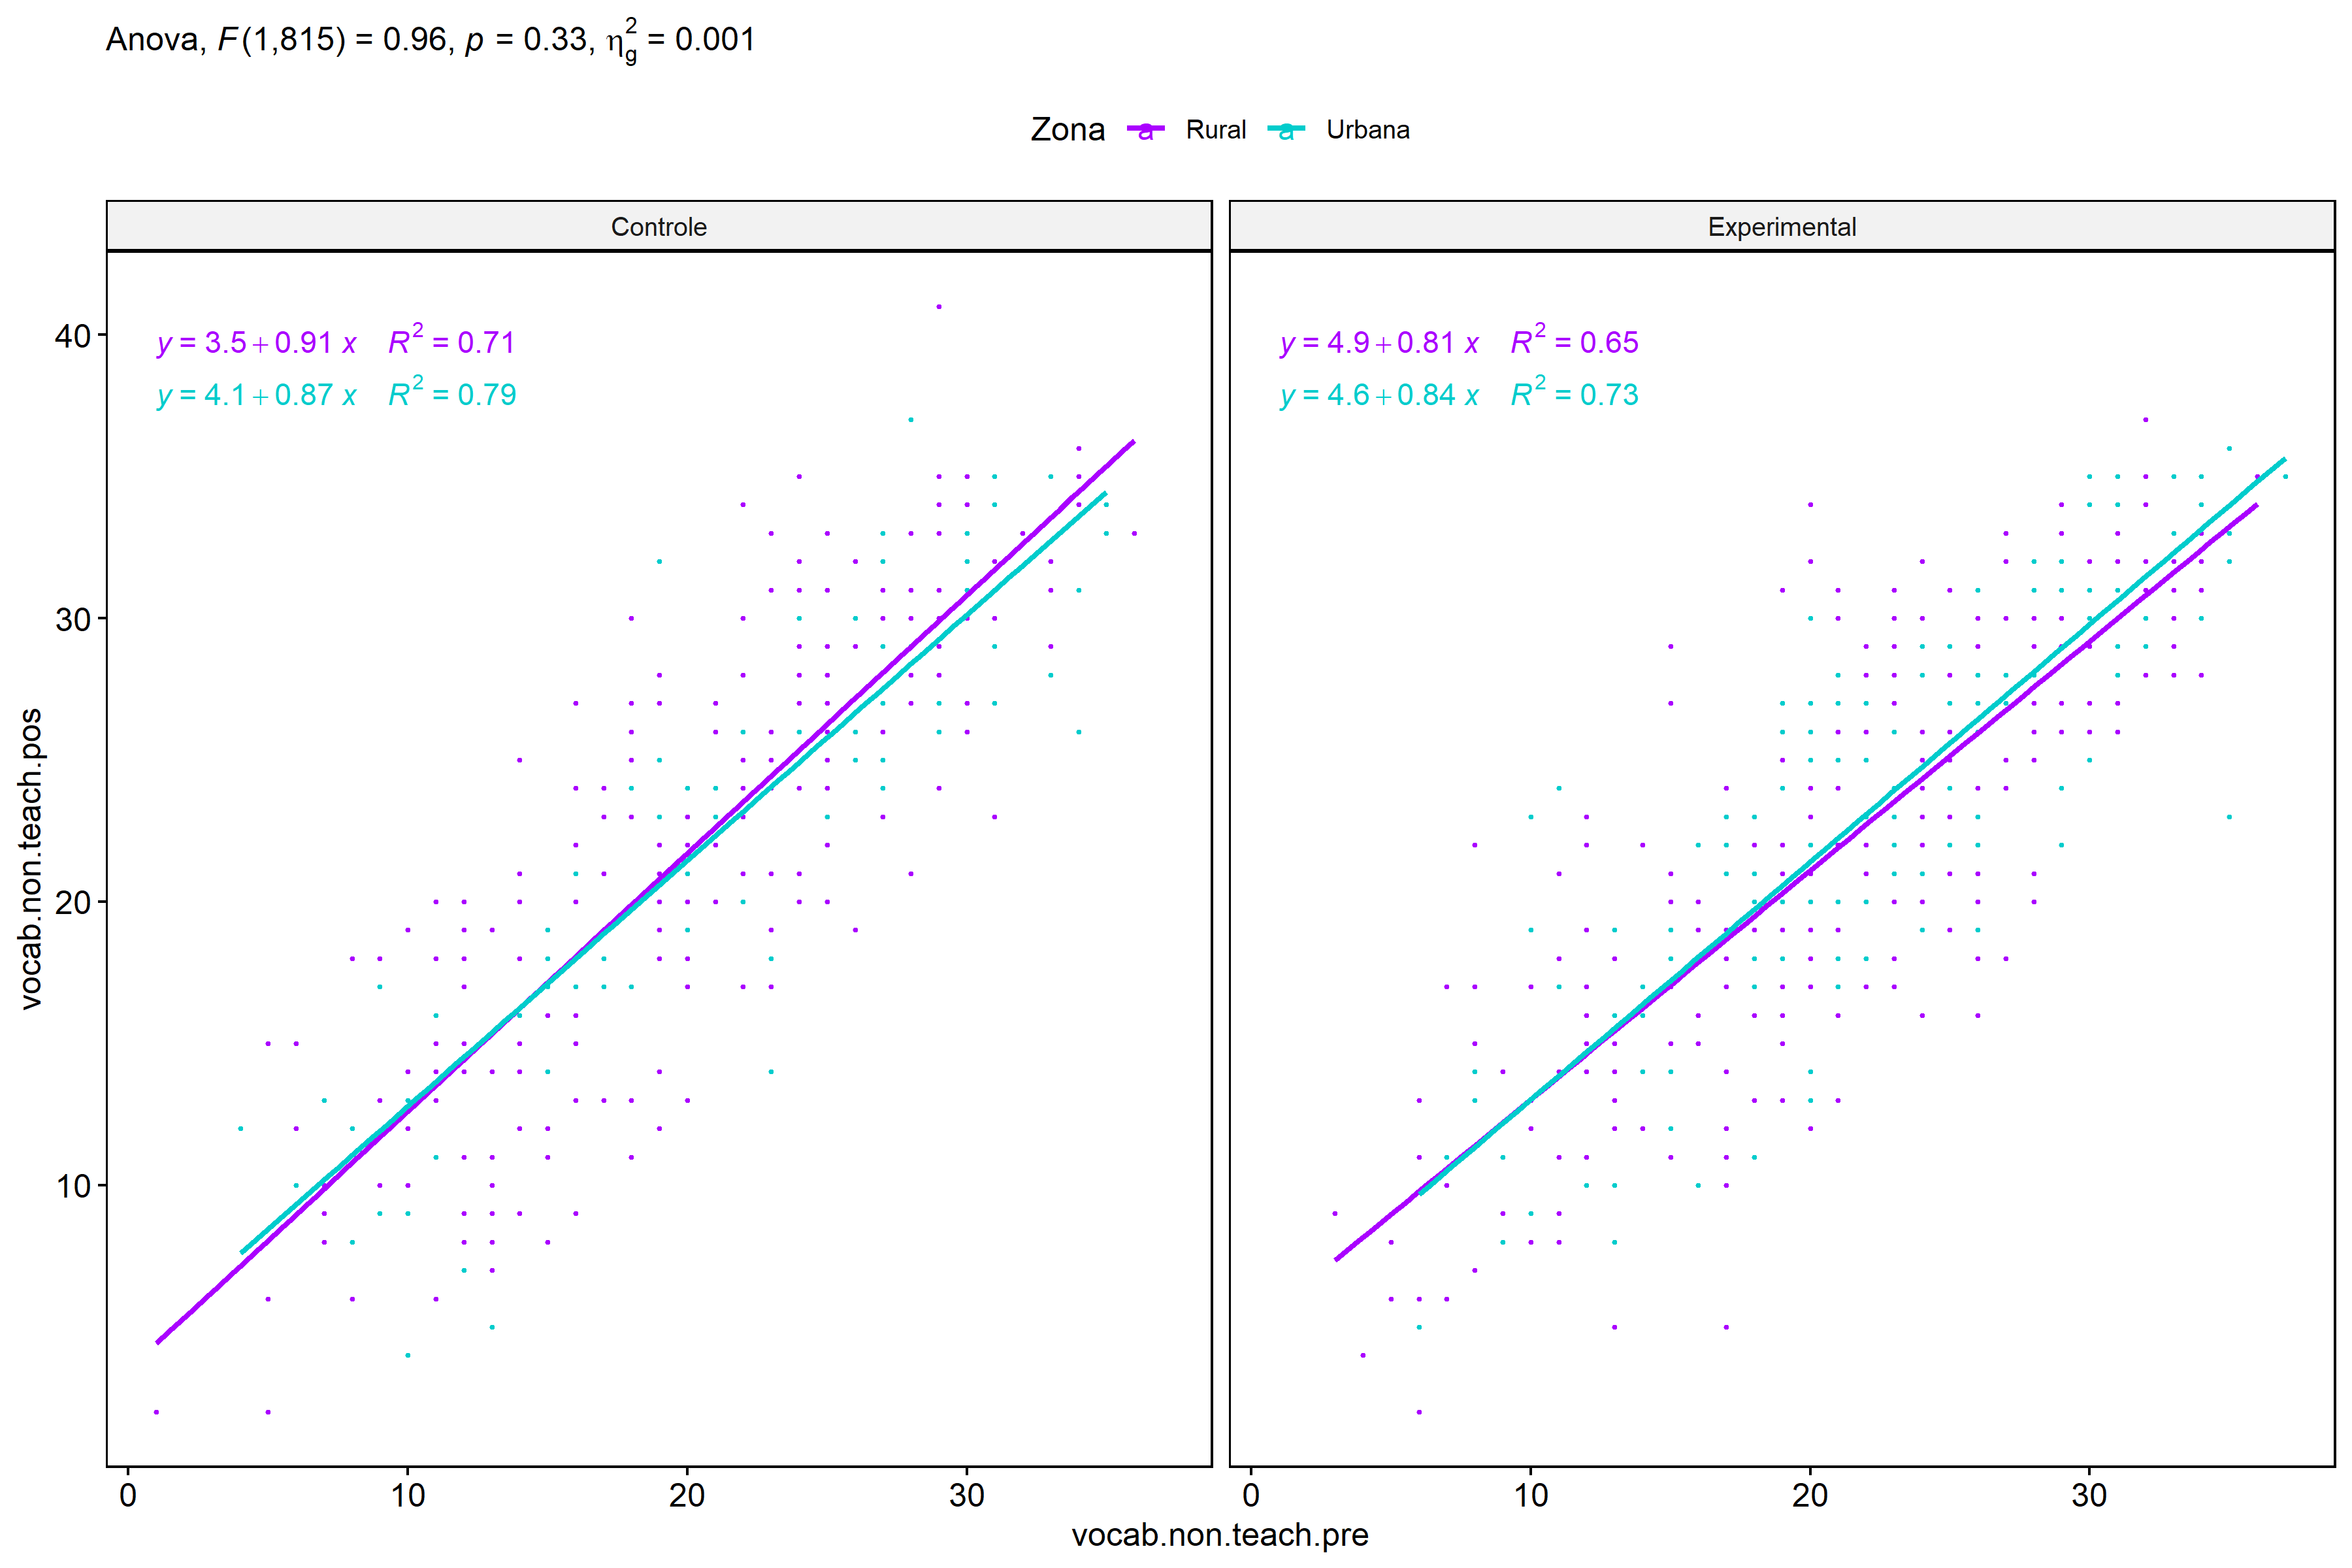 Anova, F(1,815) = 0.96, p = 0.33, η²g = 0.001
Zona a Rural a Urbana
Controle
Experimental
y = 3.5 + 0.91 x R² = 0.71
y = 4.1 + 0.87 x R² = 0.79
y = 4.9 + 0.81 x R² = 0.65
y = 4.6 + 0.84 x R² = 0.73
40
30
20
10
vocab.non.teach.pos
0 10 20 30
0 10 20 30
vocab.non.teach.pre